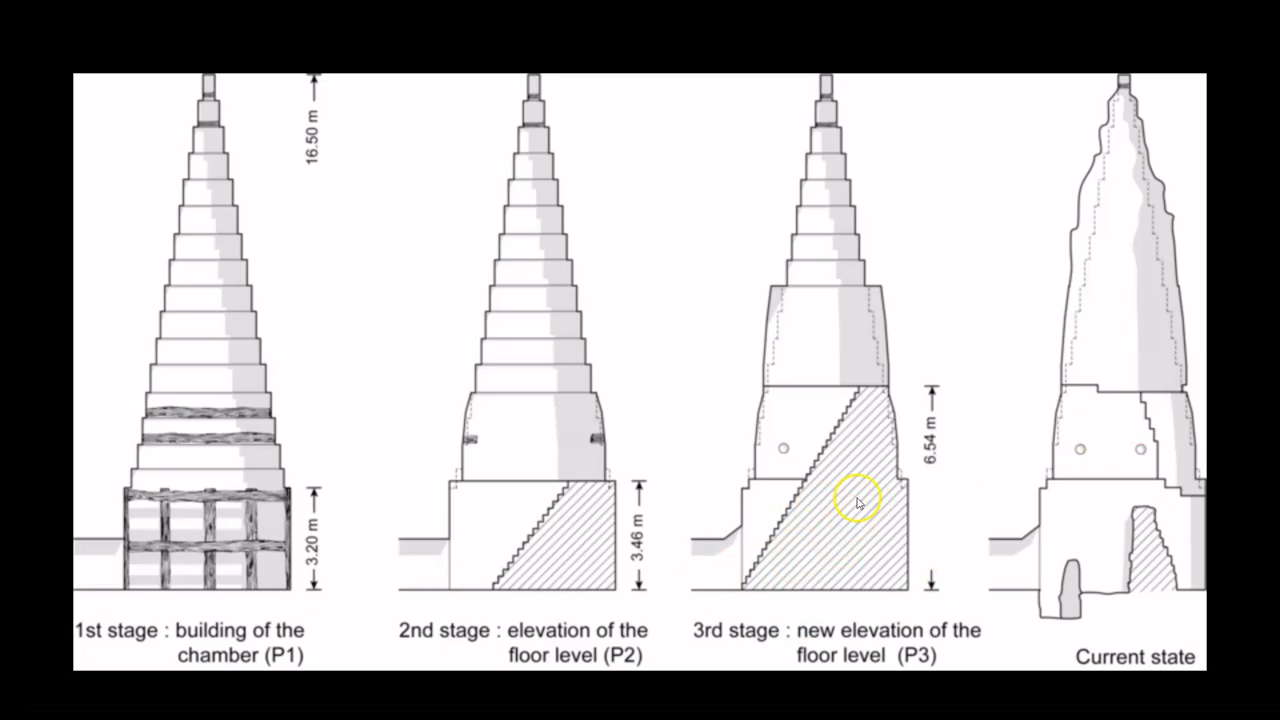 16.50 m
3.20 m
3.46 m
6.54 m
1st stage : building of the
chamber (P1)
2nd stage : elevation of the
floor level (P2)
3rd stage : new elevation of the
floor level (P3)
Current state